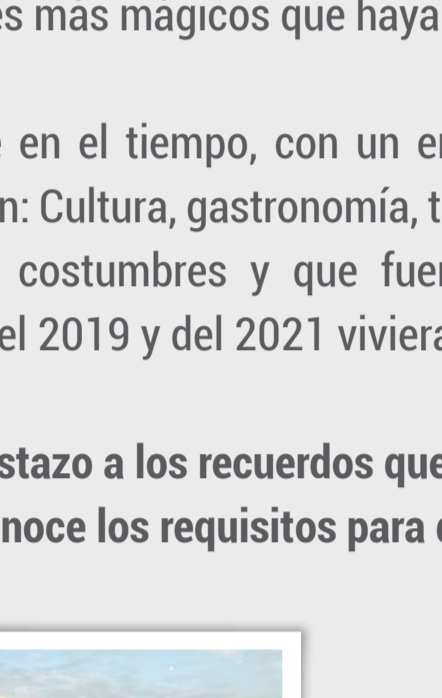 es más mágicos que haya
en el tiempo, con un
n: Cultura, gastronomía, t
costumbres y que fuer
el 2019 y del 2021 viviera
stazo a los recuerdos que
noce los requisitos para